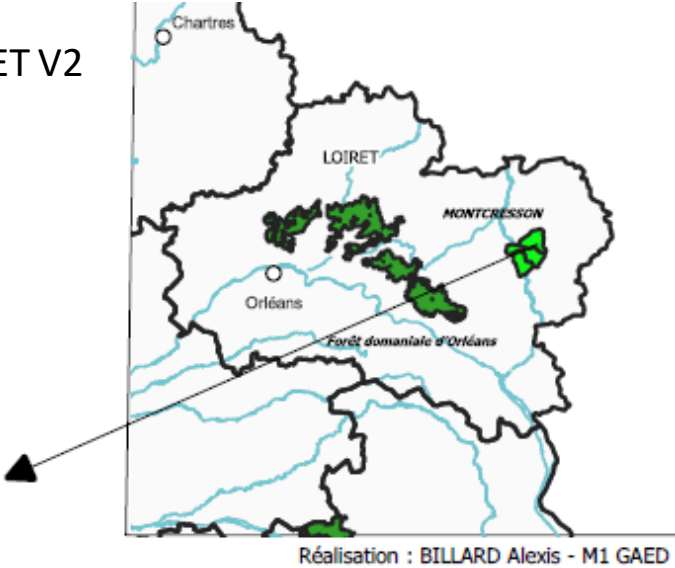 Chartres
ET V2
LOIRET
MONTCRESSON
Orléans
Forêt domaniale d'Orléans
Réalisation : BILLARD Alexis - M1 GAED